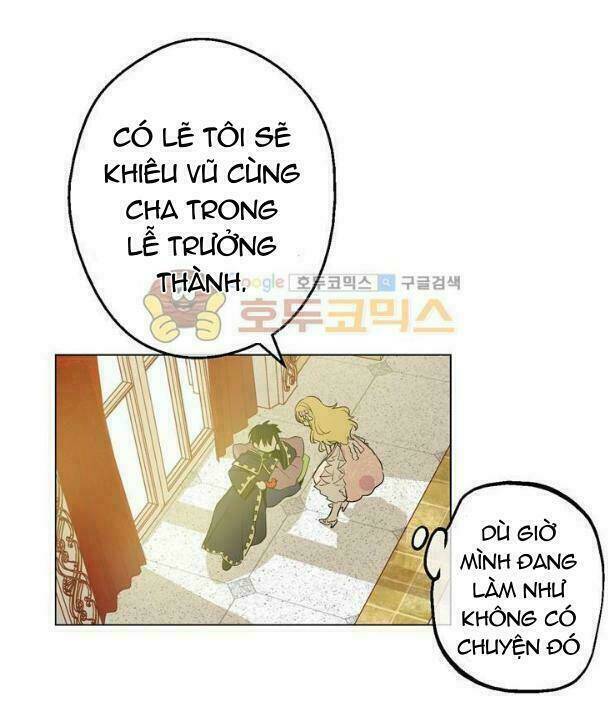 CÓ LẼ TÔI SẼ
KHIÊU VŨ CÙNG
CHA TRONG
LỄ TRƯỞNG
THÀNH.
Google 호두코믹스 구글검색
호두코믹스
DÙ GIỜ
MÌNH ĐANG
LÀM NHƯ
KHÔNG CÓ
CHUYỆN ĐÓ